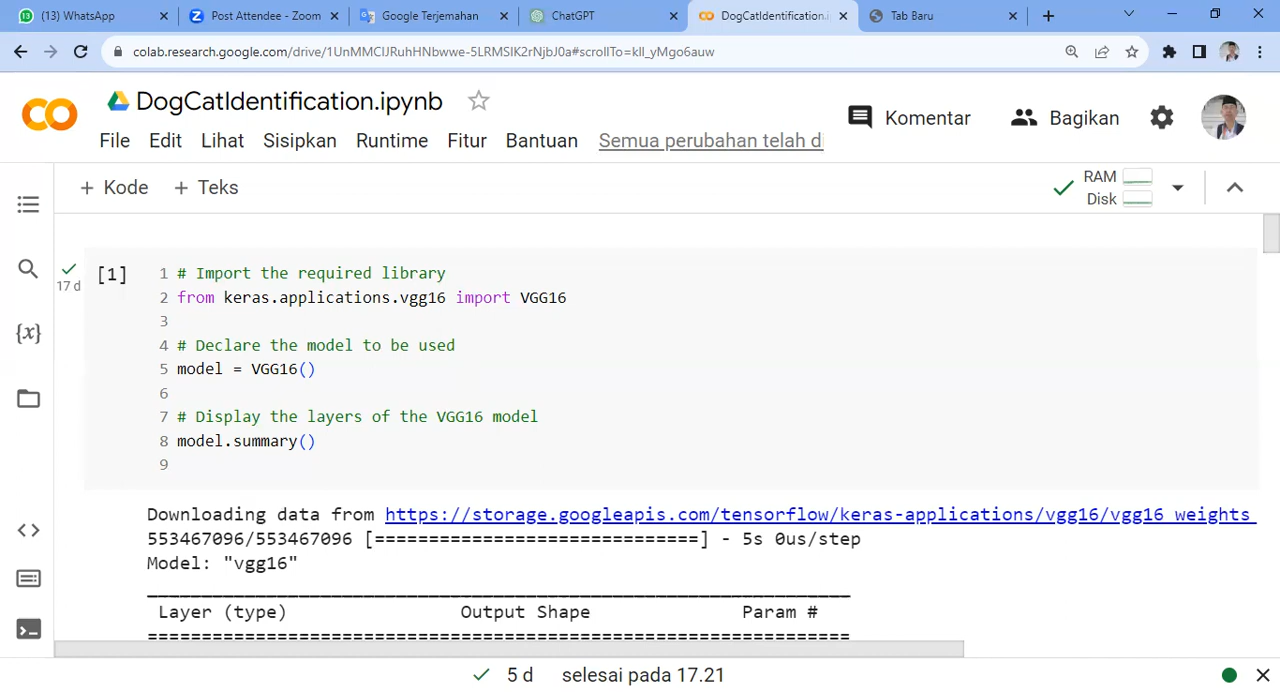 (13) WhatsApp
Post Attendee - Zoom
Google Terjemahan
ChatGPT
DogCatIdentification.i
Tab Baru
colab.research.google.com/drive/1UnMMCIJRuhHNbwwe-5LRMSIK2rNjbJ0a#scrollTo=kII_yMgo6auw
DogCatIdentification.ipynb
Komentar
Bagikan
File Edit Lihat Sisipkan Runtime Fitur Bantuan Semua perubahan telah di
+ Kode + Teks
RAM
Disk
17 d
[1]
1 # Import the required library
2 from keras.applications.vgg16 import VGG16
3
4 # Declare the model to be used
5 model = VGG16()
6
7 # Display the layers of the VGG16 model
8 model.summary()
9
Downloading data from https://storage.googleapis.com/tensorflow/keras-applications/vgg16/vgg16_weights_
553467096/553467096 [==============================] - 5s 0us/step
Model: "vgg16"
_________________________________________________________________
Layer (type) Output Shape Param #
=================================================================
5 d selesai pada 17.21